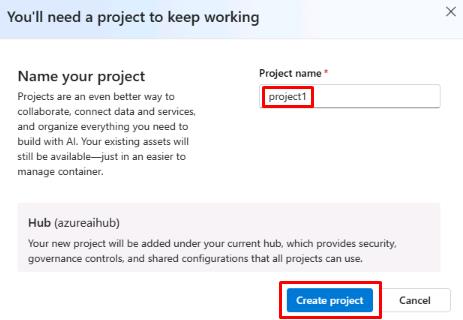 You'll need a project to keep working
Name your project
Projects are an even better way to
collaborate, connect data and services,
and organize everything you need to
build with AI. Your existing assets will
still be available—just in an easier to
manage container.
Project name *
project1
Hub (azureaihub)
Your new project will be added under your current hub, which provides security,
governance controls, and shared configurations that all projects can use.
Create project
Cancel